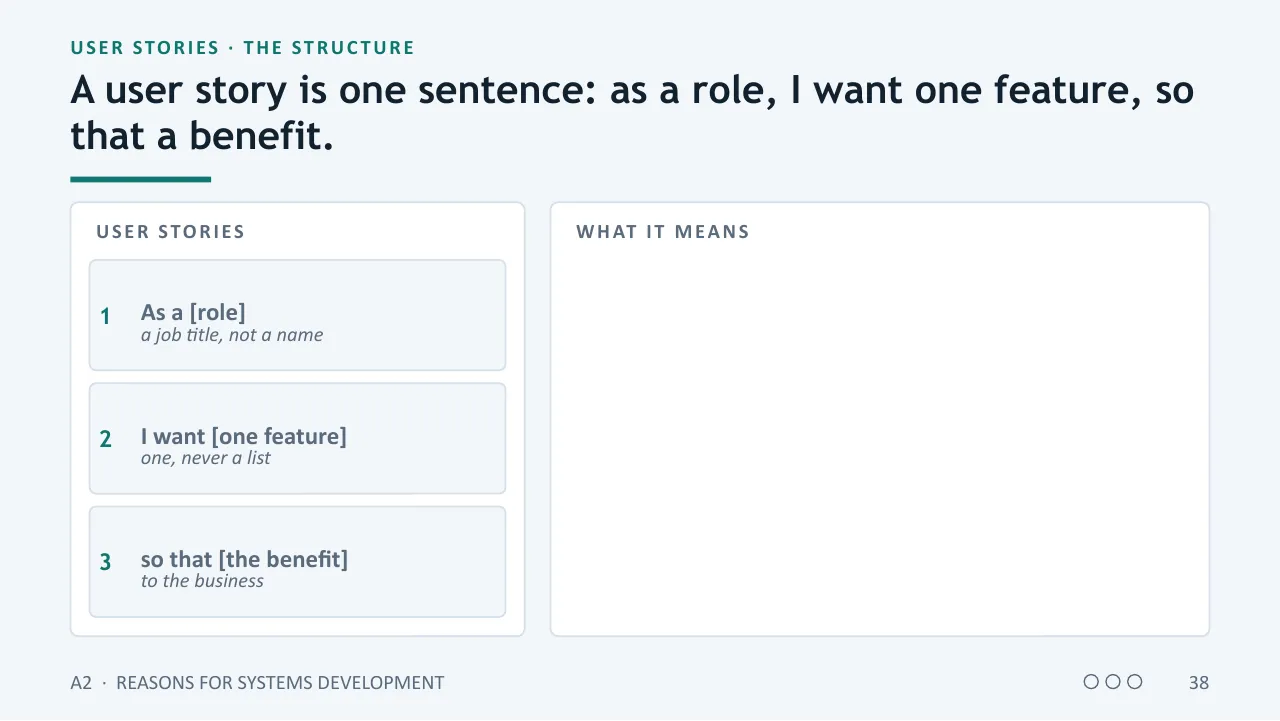 USER STORIES · THE STRUCTURE
A user story is one sentence: as a role, I want one feature, so
that a benefit.
USER STORIES
1
As a [role]
a job title, not a name
2
I want [one feature]
one, never a list
3
so that [the benefit]
to the business
WHAT IT MEANS
A2 · REASONS FOR SYSTEMS DEVELOPMENT
38